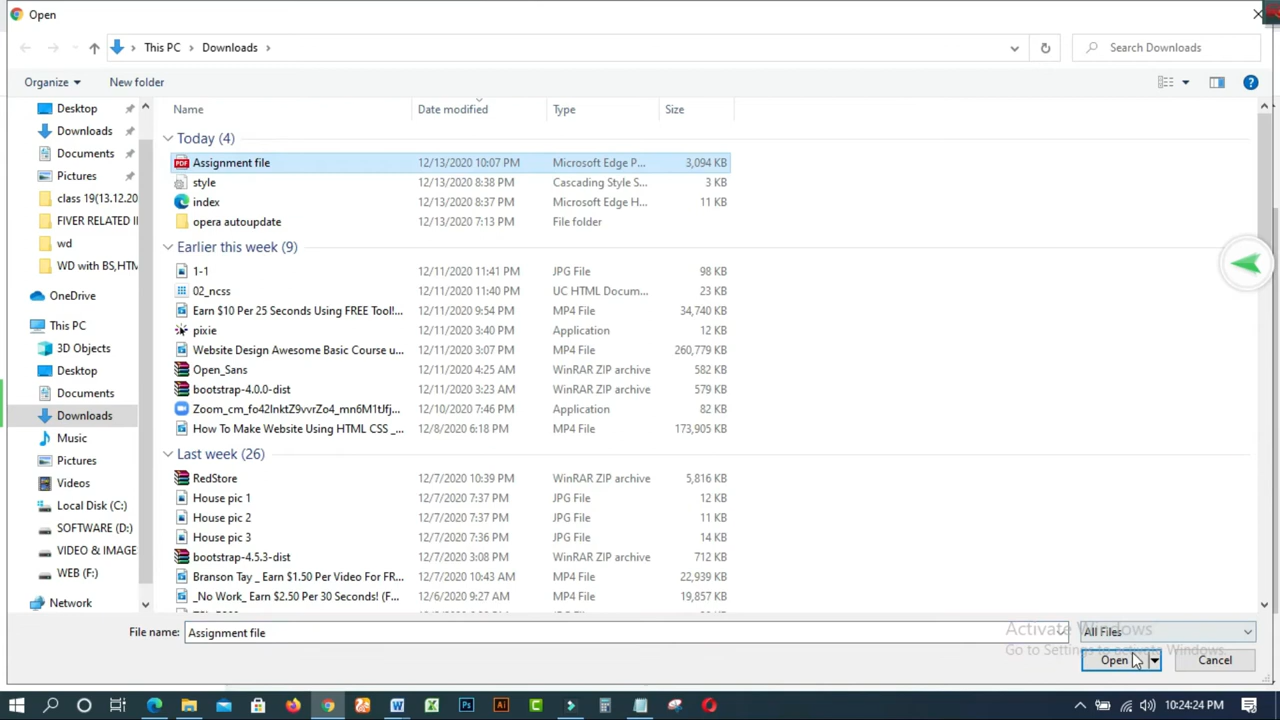 Open
This PC > Downloads >
Search Downloads
Organize
New folder
Desktop
Downloads
Documents
Pictures
class 19(13.12.20
FIVER RELATED II
wd
WD with BS,HTM
OneDrive
This PC
3D Objects
Desktop
Documents
Downloads
Music
Pictures
Videos
Local Disk (C:)
SOFTWARE (D:)
VIDEO & IMAGE
WEB (F:)
Network
Name Date modified Type Size
Today (4)
Assignment file 12/13/2020 10:07 PM Microsoft Edge P... 3,094 KB
style 12/13/2020 8:38 PM Cascading Style S... 3 KB
index 12/13/2020 8:37 PM Microsoft Edge H... 11 KB
opera autoupdate 12/13/2020 7:13 PM File folder
Earlier this week (9)
1-1 12/11/2020 11:41 PM JPG File 98 KB
02_ncss 12/11/2020 11:40 PM UC HTML Docum... 23 KB
Earn $10 Per 25 Seconds Using FREE Tool!... 12/11/2020 9:54 PM MP4 File 34,740 KB
pixie 12/11/2020 3:40 PM Application 12 KB
Website Design Awesome Basic Course u... 12/11/2020 3:07 PM MP4 File 260,779 KB
Open_Sans 12/11/2020 4:25 AM WinRAR ZIP archive 582 KB
bootstrap-4.0.0-dist 12/11/2020 3:23 AM WinRAR ZIP archive 579 KB
Zoom_cm_fo42lnktZ9vvrZo4_mn6M1tJfj... 12/10/2020 7:46 PM Application 82 KB
How To Make Website Using HTML CSS _... 12/8/2020 6:18 PM MP4 File 173,905 KB
Last week (26)
RedStore 12/7/2020 10:39 PM WinRAR ZIP archive 5,816 KB
House pic 1 12/7/2020 7:37 PM JPG File 12 KB
House pic 2 12/7/2020 7:37 PM JPG File 11 KB
House pic 3 12/7/2020 7:36 PM JPG File 14 KB
bootstrap-4.5.3-dist 12/7/2020 3:08 PM WinRAR ZIP archive 712 KB
Branson Tay _ Earn $1.50 Per Video For FR... 12/7/2020 10:43 AM MP4 File 22,939 KB
_No Work_ Earn $2.50 Per 30 Seconds! (F... 12/6/2020 9:27 AM MP4 File 19,857 KB
File name: Assignment file
All Files
Activate Windows
Go to Settings to activate Windows.
Open
Cancel
10:24:24 PM